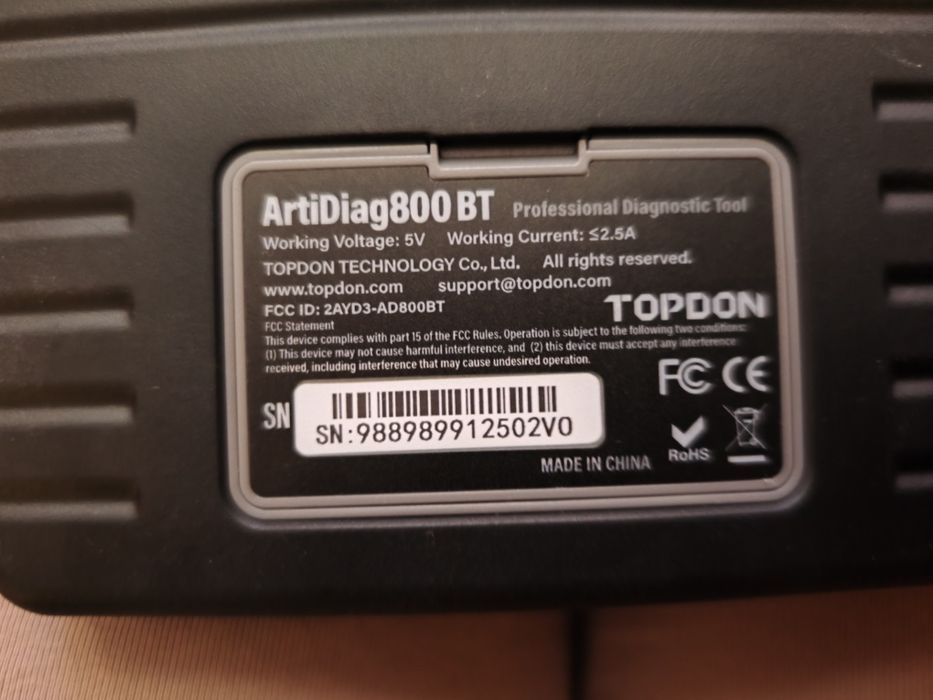 ArtiDiag800 BT Professional Diagnostic Tool
Working Voltage: 5V Working Current: ≤2.5A
TOPDON TECHNOLOGY Co., Ltd. All rights reserved.
www.topdon.com support@topdon.com
FCC ID: 2AYD3-AD800BT
TOPDON
FCC Statement
This device complies with part 15 of the FCC Rules. Operation is subject to the following two conditions:
(1) This device may not cause harmful interference, and (2) this device must accept any interference
received, including interference that may cause undesired operation.
FC CE
SN
SN:988989912502V0
RoHS
MADE IN CHINA